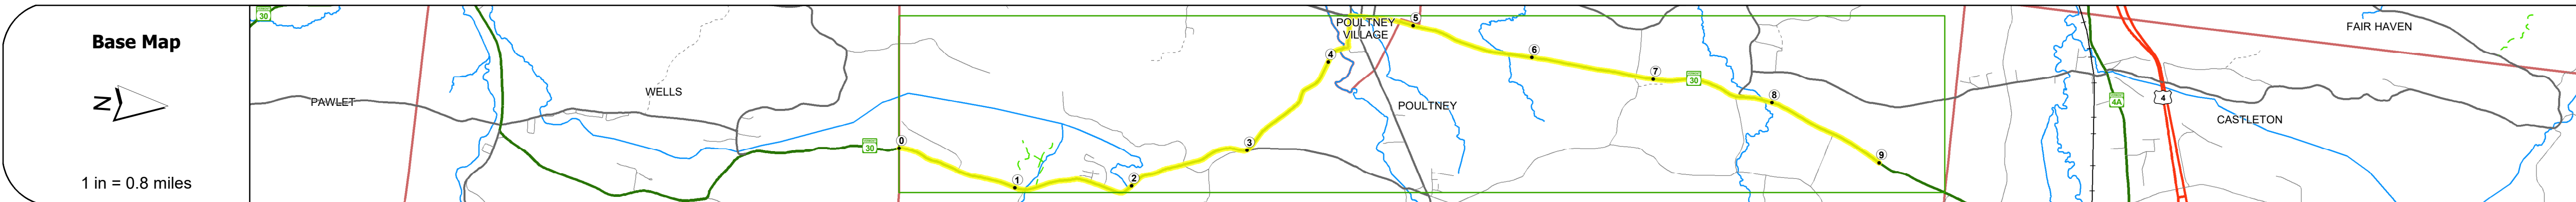 Base Map
N
1 in = 0.8 miles
30
PAWLET
WELLS
30
0
1
2
3
4
POULTNEY
VILLAGE
5
6
POULTNEY
7
30
8
9
4A
4
FAIR HAVEN
CASTLETON